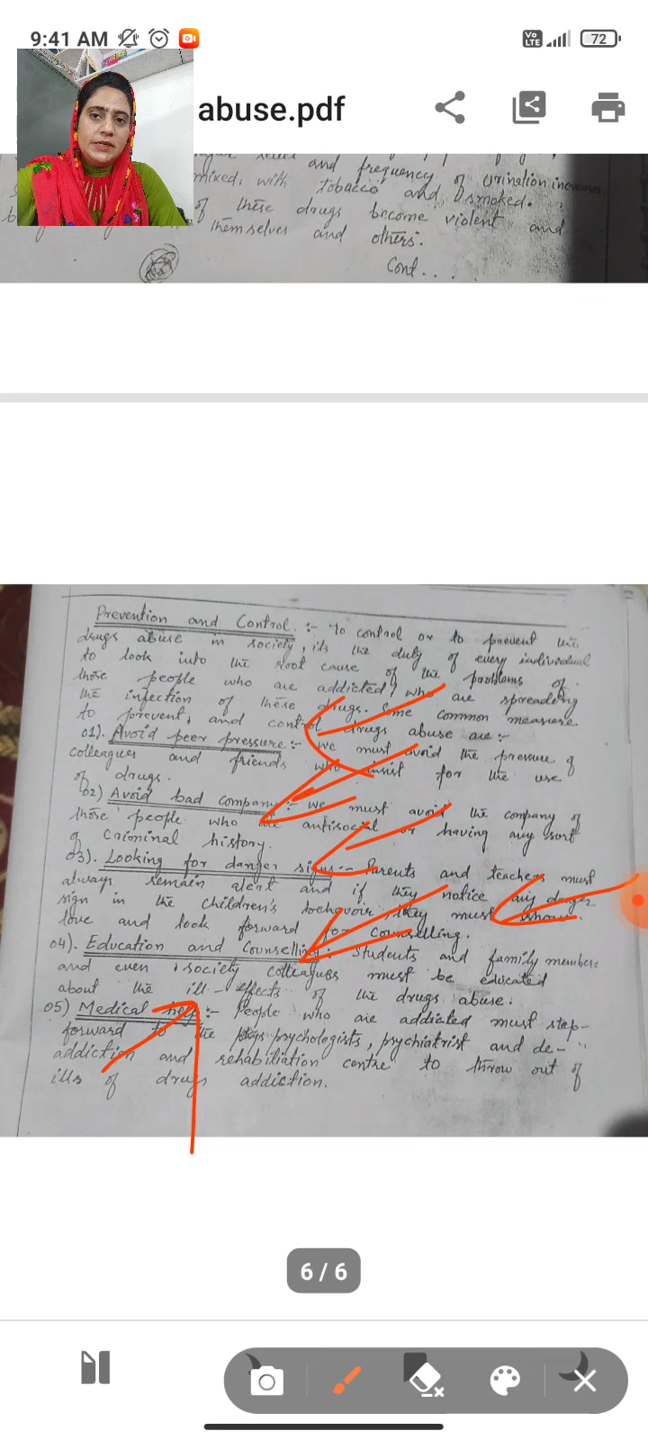 9:41 AM
Vo LTE 72
abuse.pdf
and frequency of urination increases
mixed, with tobacco and smoked.
of these drugs become violent and
themselves and others.
Cont...
Prevention and Control :- To control or to prevent the
drugs abuse in society, its the duty of every individual
to look into the root cause of the problems of
those people who are addicted, who are spreading
the infection of these drugs. Some common measure
to prevent, and control drugs abuse are :-
01). Avoid peer pressure :- We must avoid the pressure of
colleagues and friends who insist for the use
of drugs.
02) Avoid bad company :- We must avoid the company of
those people who are antisocial or having any sort
of Criminal history.
03). Looking for danger signs :- Parents and teachers must
always remain alert and if they notice any danger
sign in the children's behavoir, they must show
love and look forward for counselling.
04). Education and Counselling : Students and family members
and even society colleagues must be educated
about the ill-effects of the drugs abuse.
05) Medical help :- People who are addicted must step-
forward to the psychologists, psychiatrist and de-
addiction and rehabiliation centre to throw out of
ills of drugs addiction.
6 / 6